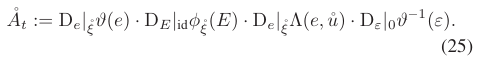 Å_t := D_e|_ξ̊ ϑ(e) · D_E|_id ϕ_ξ̊(E) · D_e|_ξ̊ Λ(e, ů) · D_ε|_0 ϑ^{-1}(ε).
(25)